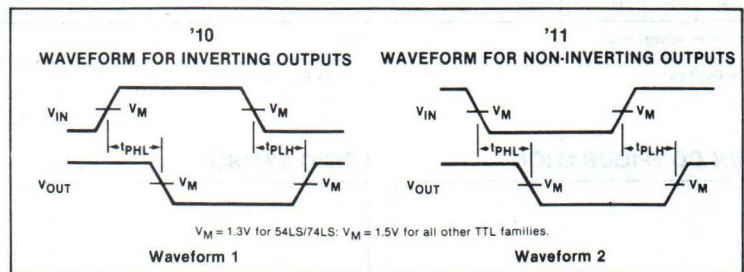 '10
WAVEFORM FOR INVERTING OUTPUTS
VIN
VM
VM
tPHL
tPLH
VOUT
VM
VM
Waveform 1
'11
WAVEFORM FOR NON-INVERTING OUTPUTS
VIN
VM
VM
tPHL
tPLH
VOUT
VM
VM
VM = 1.3V for 54LS/74LS: VM = 1.5V for all other TTL families.
Waveform 2